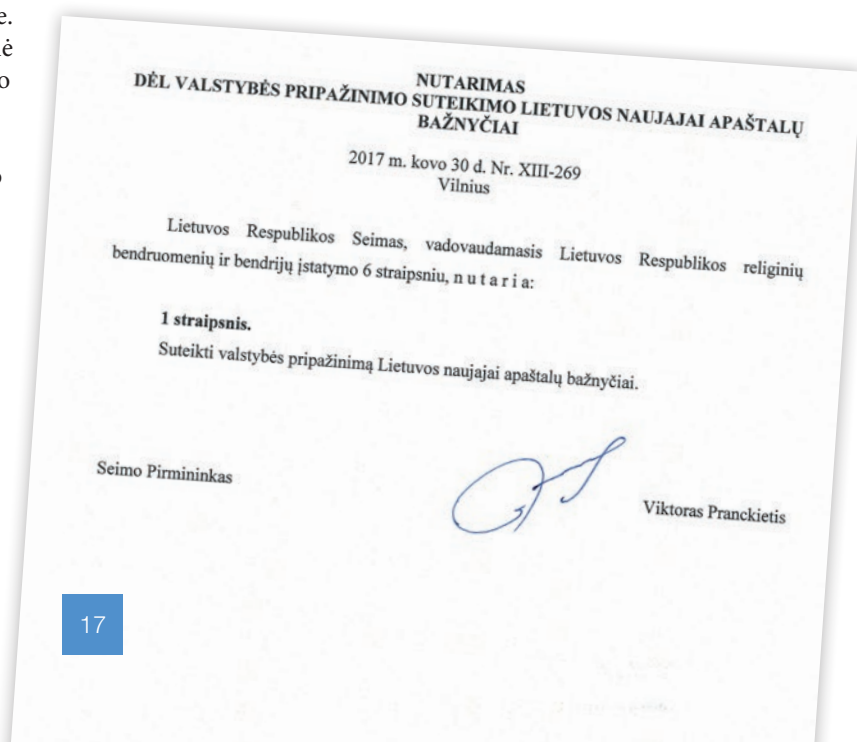 e.
ė
o
NUTARIMAS
DĖL VALSTYBĖS PRIPAŽINIMO SUTEIKIMO LIETUVOS NAUJAJAI APAŠTALŲ
BAŽNYČIAI
2017 m. kovo 30 d. Nr. XIII-269
Vilnius
Lietuvos Respublikos Seimas, vadovaudamasis Lietuvos Respublikos religinių
bendruomenių ir bendrijų įstatymo 6 straipsniu, n u t a r i a:
1 straipsnis.
Suteikti valstybės pripažinimą Lietuvos naujajai apaštalų bažnyčiai.
Seimo Pirmininkas
Viktoras Pranckietis
17